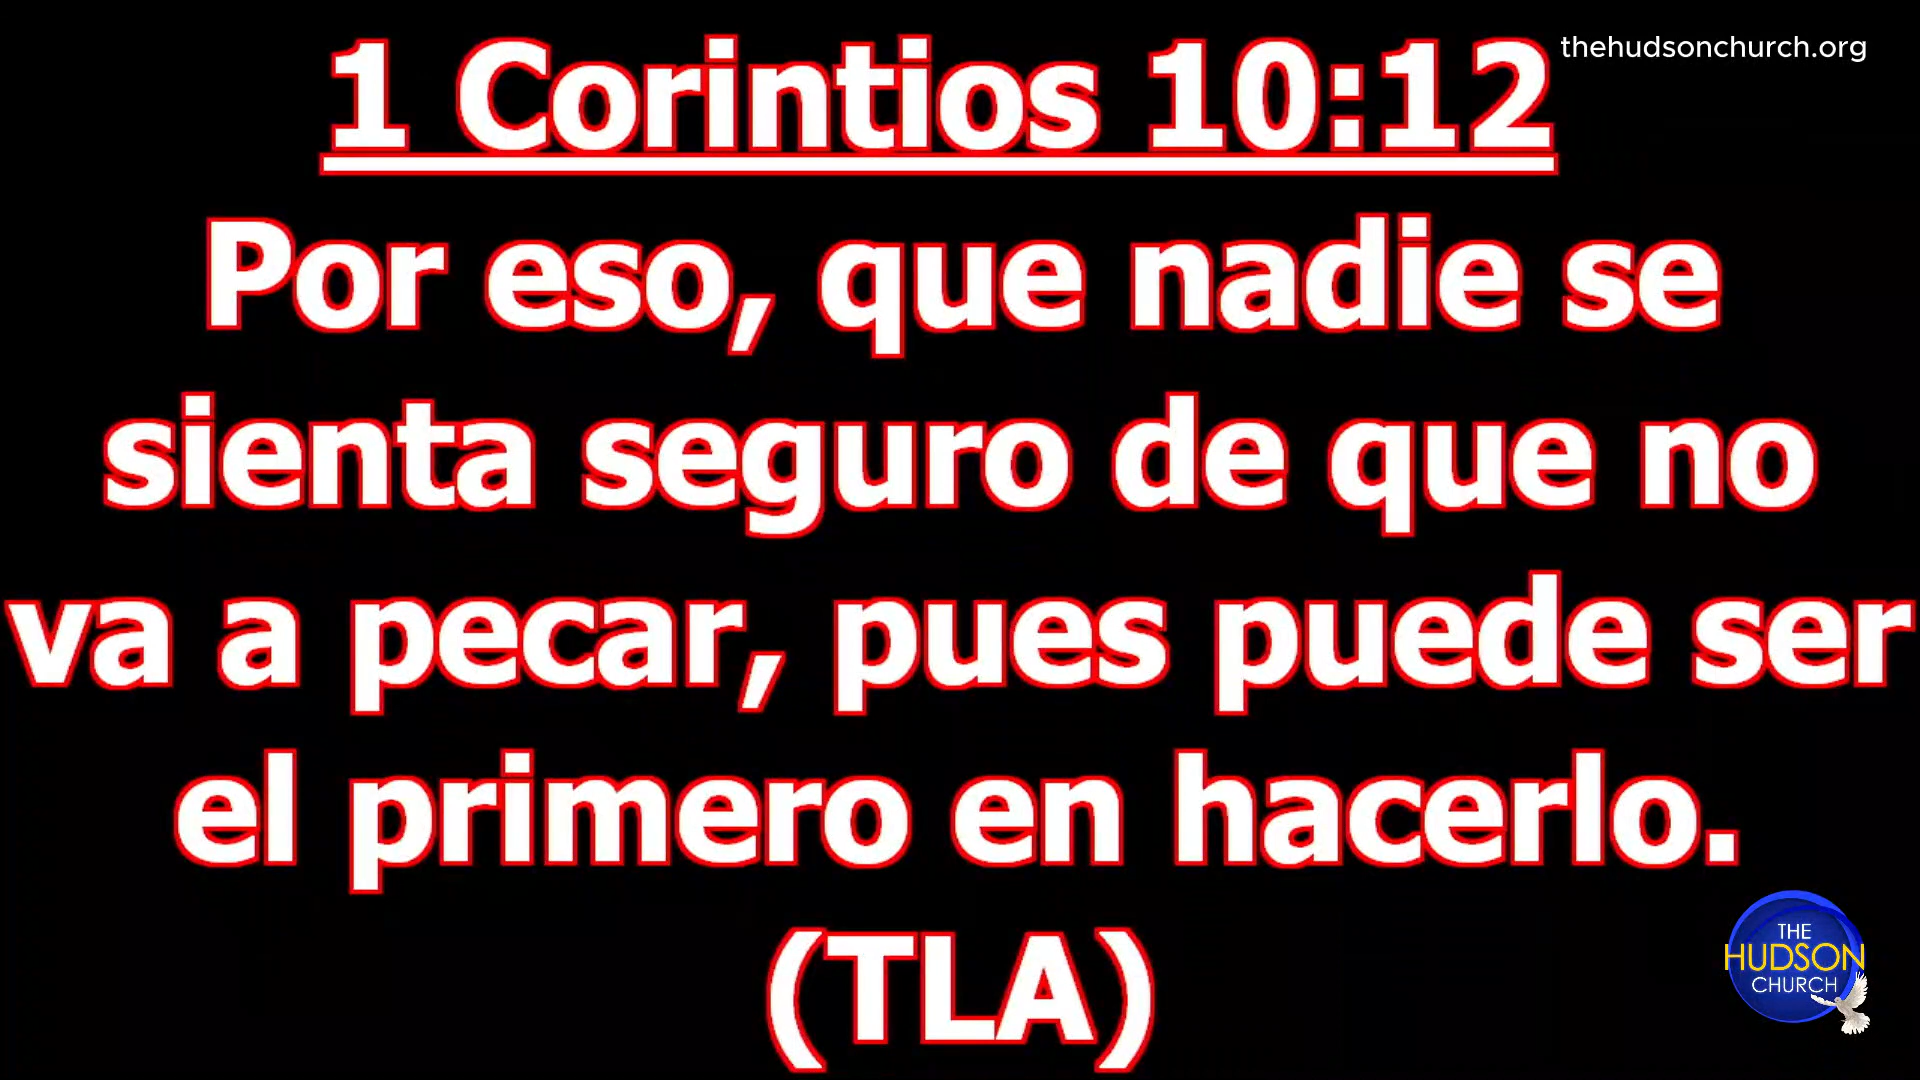 1 Corintios 10:12
thehudsonchurch.org
Por eso, que nadie se
sienta seguro de que no
va a pecar, pues puede ser
el primero en hacerlo.
(TLA)
THE
HUDSON
CHURCH